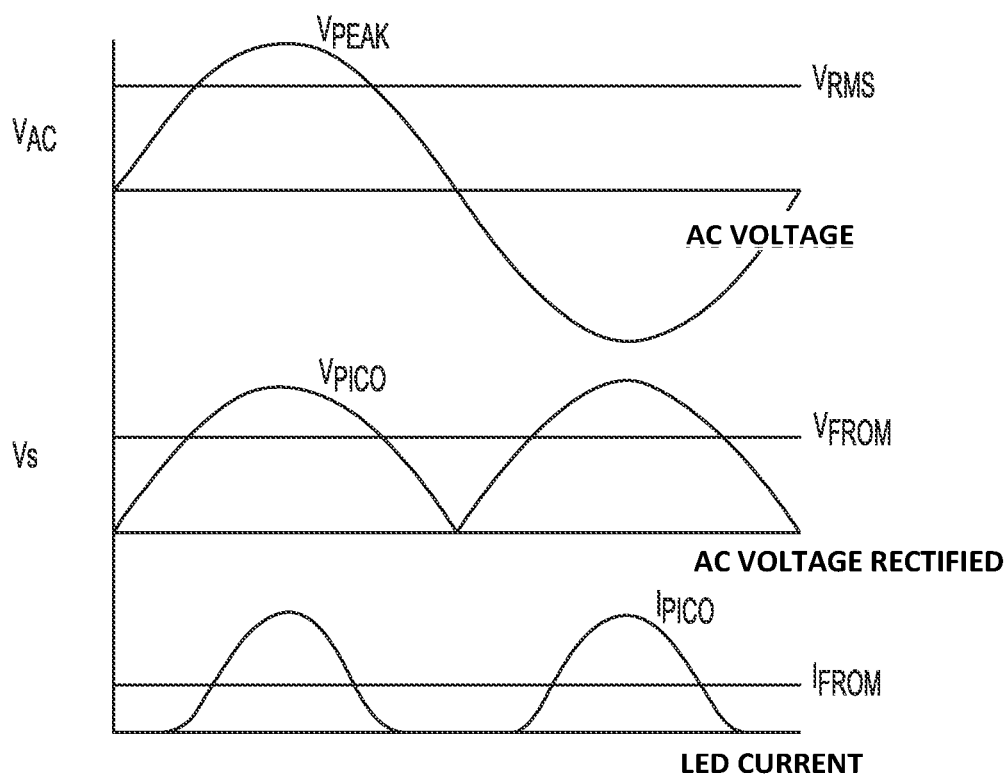 VPEAK
VRMS
VAC
AC VOLTAGE
VPICO
VFROM
Vs
AC VOLTAGE RECTIFIED
IPICO
IFROM
LED CURRENT